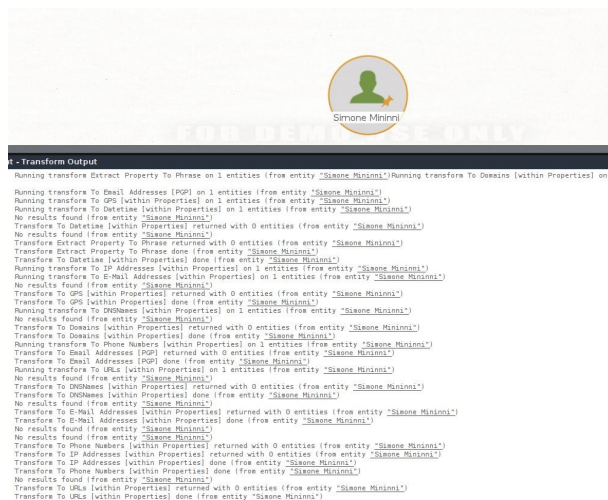 Simone Mininni
FOR DEMO USE ONLY
t - Transform Output
Running transform Extract Property To Phrase on 1 entities (from entity "Simone Mininni")Running transform To Domains [within Properties] on
Running transform To Email Addresses [PGP] on 1 entities (from entity "Simone Mininni")
Running transform To GPS [within Properties] on 1 entities (from entity "Simone Mininni")
Running transform To Datetime [within Properties] on 1 entities (from entity "Simone Mininni")
No results found (from entity "Simone Mininni")
Transform To Datetime [within Properties] returned with 0 entities (from entity "Simone Mininni")
No results found (from entity "Simone Mininni")
Transform Extract Property To Phrase returned with 0 entities (from entity "Simone Mininni")
Transform Extract Property To Phrase done (from entity "Simone Mininni")
Transform To Datetime [within Properties] done (from entity "Simone Mininni")
Running transform To IP Addresses [within Properties] on 1 entities (from entity "Simone Mininni")
Running transform To E-Mail Addresses [within Properties] on 1 entities (from entity "Simone Mininni")
No results found (from entity "Simone Mininni")
Transform To GPS [within Properties] returned with 0 entities (from entity "Simone Mininni")
Transform To GPS [within Properties] done (from entity "Simone Mininni")
Running transform To DNSNames [within Properties] on 1 entities (from entity "Simone Mininni")
No results found (from entity "Simone Mininni")
Transform To Domains [within Properties] returned with 0 entities (from entity "Simone Mininni")
Transform To Domains [within Properties] done (from entity "Simone Mininni")
Running transform To Phone Numbers [within Properties] on 1 entities (from entity "Simone Mininni")
Transform To Email Addresses [PGP] returned with 0 entities (from entity "Simone Mininni")
Transform To Email Addresses [PGP] done (from entity "Simone Mininni")
Running transform To URLs [within Properties] on 1 entities (from entity "Simone Mininni")
No results found (from entity "Simone Mininni")
Transform To DNSNames [within Properties] returned with 0 entities (from entity "Simone Mininni")
Transform To DNSNames [within Properties] done (from entity "Simone Mininni")
No results found (from entity "Simone Mininni")
Transform To E-Mail Addresses [within Properties] returned with 0 entities (from entity "Simone Mininni")
Transform To E-Mail Addresses [within Properties] done (from entity "Simone Mininni")
No results found (from entity "Simone Mininni")
No results found (from entity "Simone Mininni")
Transform To Phone Numbers [within Properties] returned with 0 entities (from entity "Simone Mininni")
Transform To IP Addresses [within Properties] returned with 0 entities (from entity "Simone Mininni")
Transform To IP Addresses [within Properties] done (from entity "Simone Mininni")
Transform To Phone Numbers [within Properties] done (from entity "Simone Mininni")
No results found (from entity "Simone Mininni")
Transform To URLs [within Properties] returned with 0 entities (from entity "Simone Mininni")
Transform To URLs [within Properties] done (from entity "Simone Mininni")